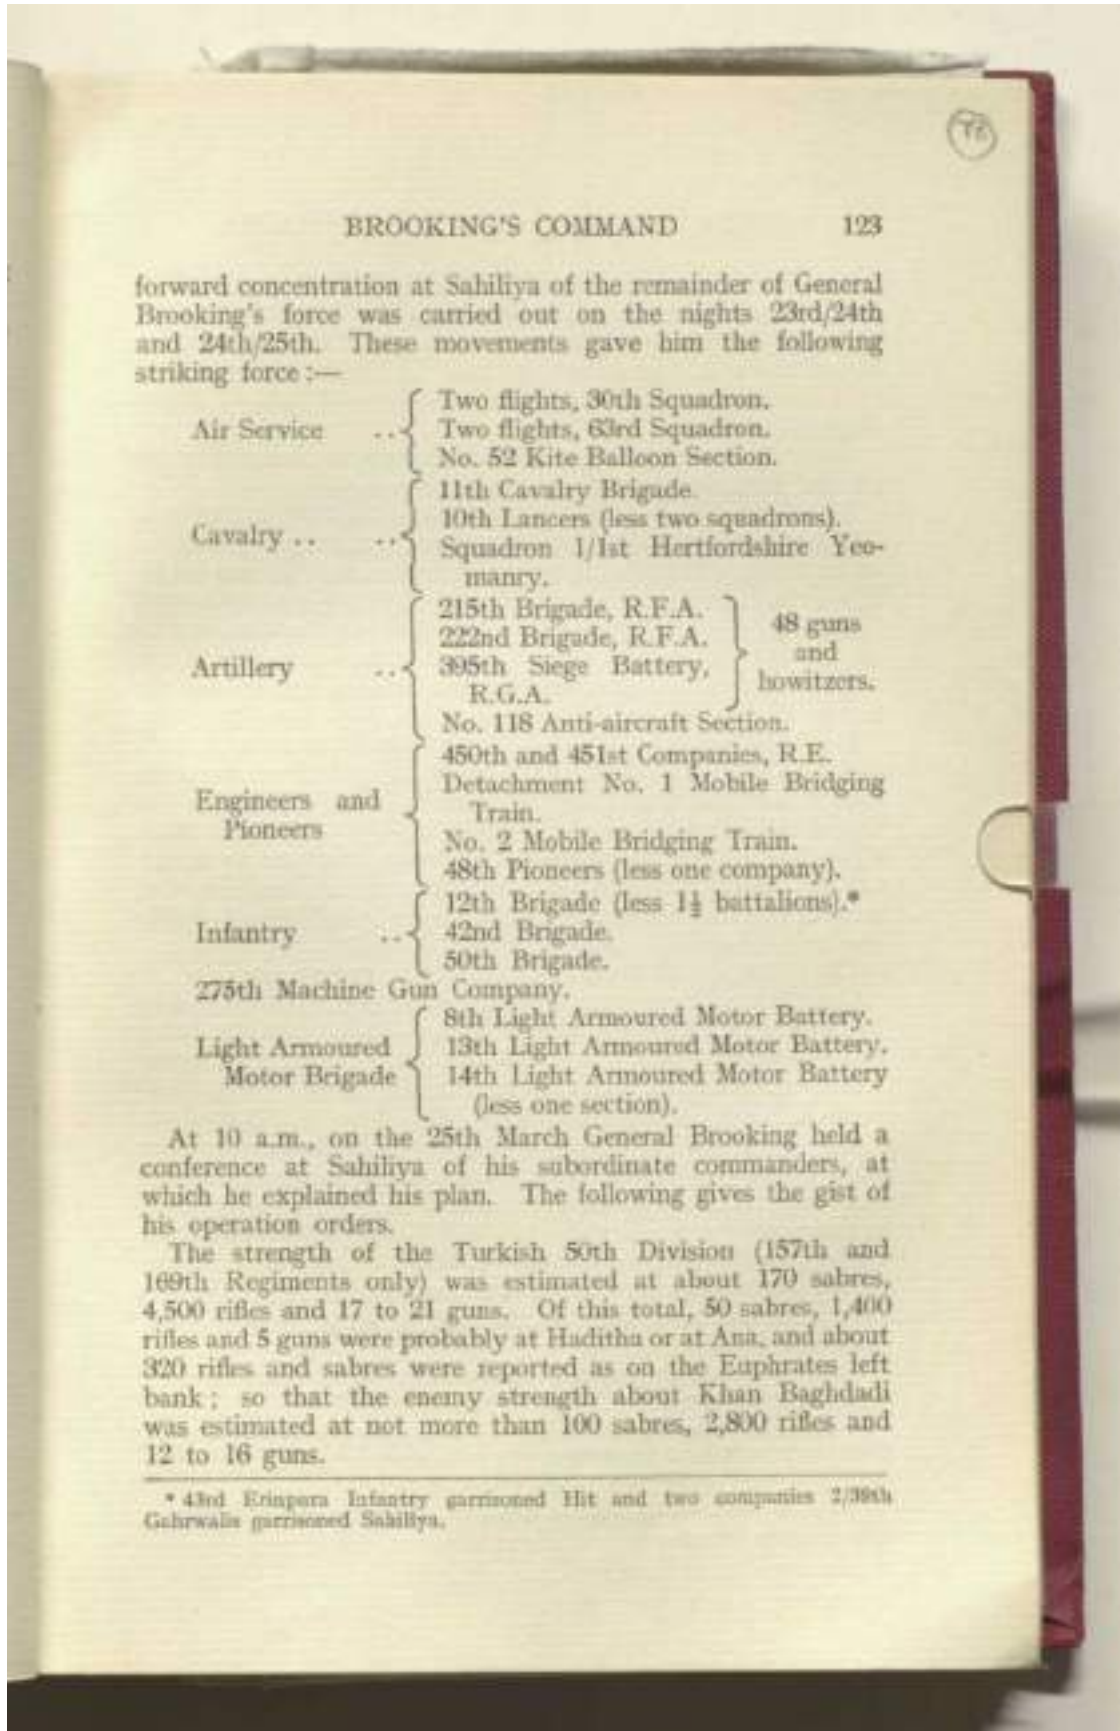 BROOKING'S COMMAND 123
forward concentration at Sahiliya of the remainder of General
Brooking's force was carried out on the nights 23rd/24th
and 24th/25th. These movements gave him the following
striking force :—
Two flights, 30th Squadron.
Air Service .. Two flights, 63rd Squadron.
No. 52 Kite Balloon Section.
11th Cavalry Brigade.
10th Lancers (less two squadrons).
Cavalry .. .. Squadron 1/1st Hertfordshire Yeo-
manry.
215th Brigade, R.F.A.
222nd Brigade, R.F.A.
Artillery .. 395th Siege Battery,
R.G.A.
48 guns
and
howitzers.
No. 118 Anti-aircraft Section.
450th and 451st Companies, R.E.
Detachment No. 1 Mobile Bridging
Engineers and
Pioneers
Train.
No. 2 Mobile Bridging Train.
48th Pioneers (less one company).
12th Brigade (less 1½ battalions).*
Infantry .. 42nd Brigade.
50th Brigade.
275th Machine Gun Company.
8th Light Armoured Motor Battery.
Light Armoured 13th Light Armoured Motor Battery.
Motor Brigade 14th Light Armoured Motor Battery
(less one section).
At 10 a.m., on the 25th March General Brooking held a
conference at Sahiliya of his subordinate commanders, at
which he explained his plan. The following gives the gist of
his operation orders.
The strength of the Turkish 50th Division (157th and
169th Regiments only) was estimated at about 170 sabres,
4,500 rifles and 17 to 21 guns. Of this total, 50 sabres, 1,400
rifles and 5 guns were probably at Haditha or at Ana, and about
320 rifles and sabres were reported as on the Euphrates left
bank ; so that the enemy strength about Khan Baghdadi
was estimated at not more than 100 sabres, 2,800 rifles and
12 to 16 guns.
* 43rd Erinpura Infantry garrisoned Hit and two companies 2/39th
Gahrwalis garrisoned Sahiliya.